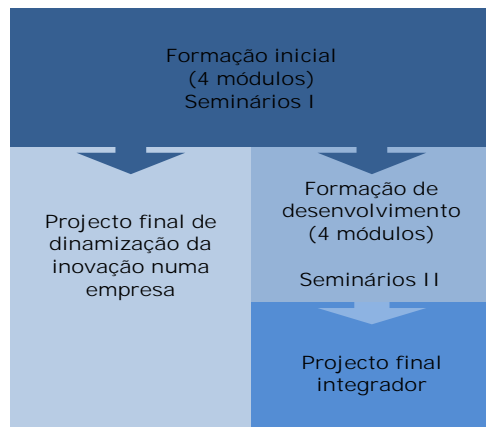 Formação inicial
(4 módulos)
Seminários I
Projecto final de
dinamização da
inovação numa
empresa
Formação de
desenvolvimento
(4 módulos)
Seminários II
Projecto final
integrador